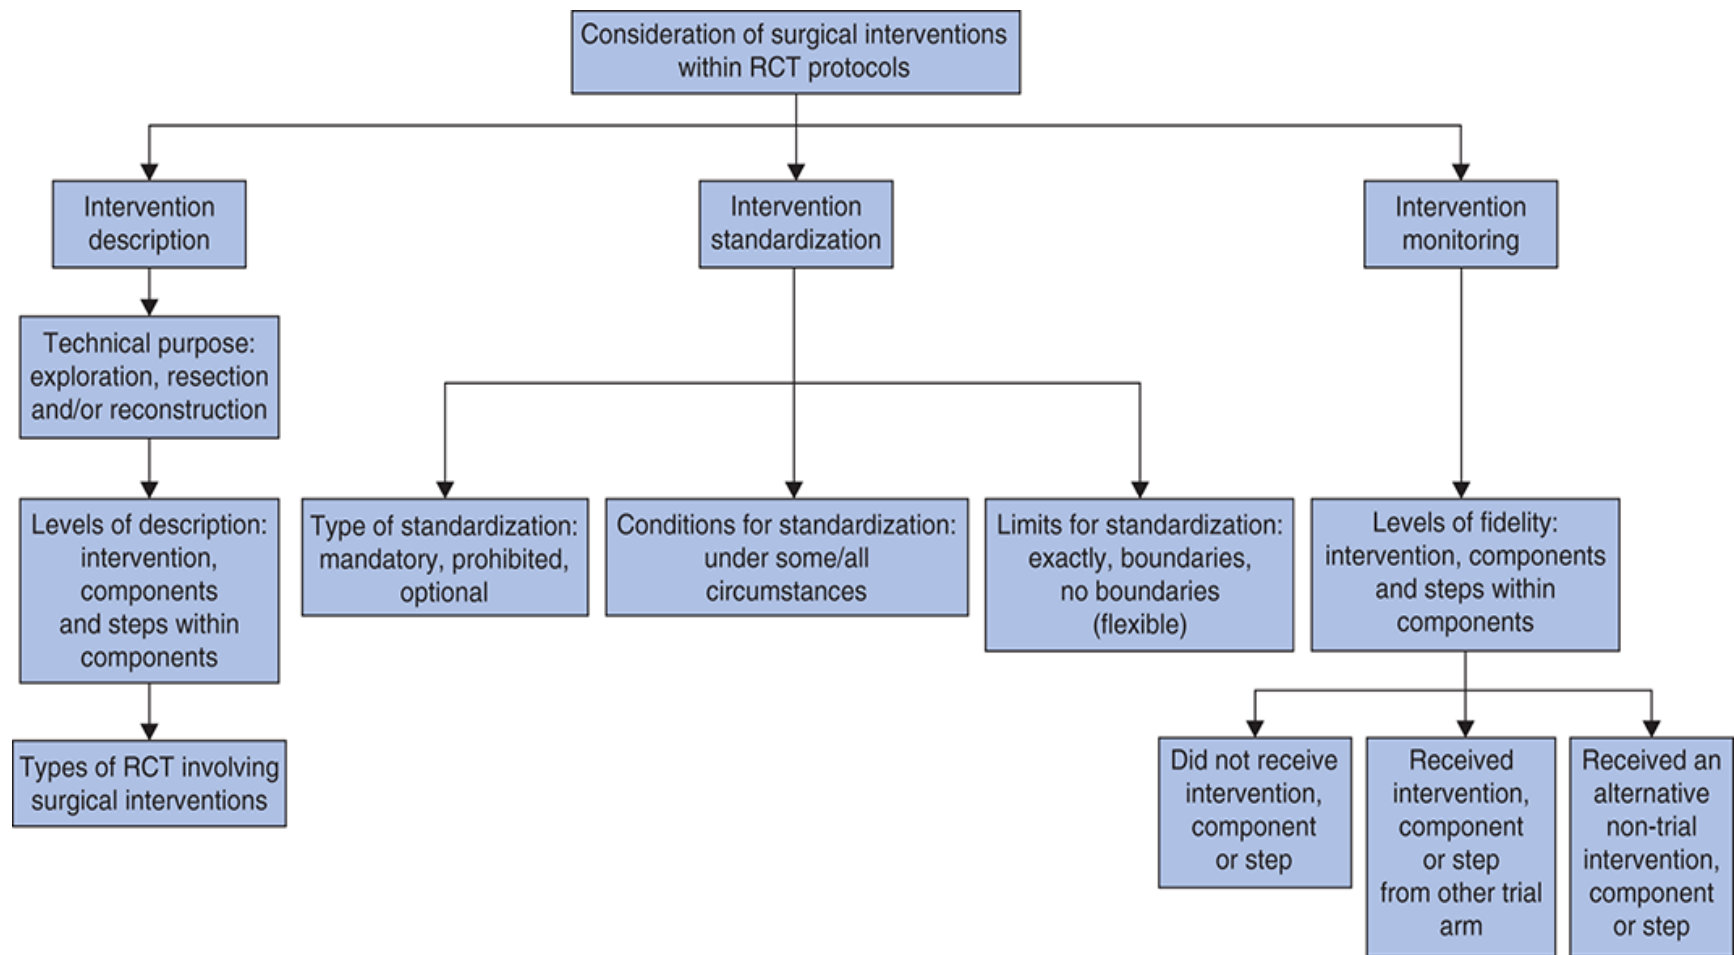 Consideration of surgical interventions
within RCT protocols
Intervention
description
Intervention
standardization
Intervention
monitoring
Technical purpose:
exploration, resection
and/or reconstruction
Levels of description:
intervention,
components
and steps within
components
Type of standardization:
mandatory, prohibited,
optional
Conditions for standardization:
under some/all
circumstances
Limits for standardization:
exactly, boundaries,
no boundaries
(flexible)
Levels of fidelity:
intervention, components
and steps within
components
Types of RCT involving
surgical interventions
Did not receive
intervention,
component
or step
Received
intervention,
component
or step
from other trial
arm
Received an
alternative
non-trial
intervention,
component
or step